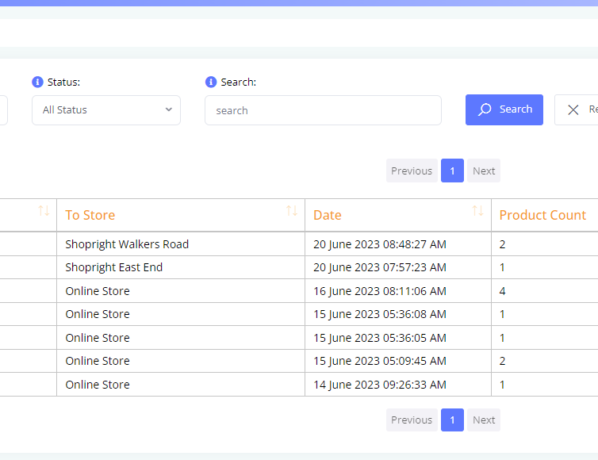 Status: Search:
All Status search Search Re
Previous 1 Next
To Store Date Product Count
Shopright Walkers Road 20 June 2023 08:48:27 AM 2
Shopright East End 20 June 2023 07:57:23 AM 1
Online Store 16 June 2023 08:11:06 AM 4
Online Store 15 June 2023 05:36:08 AM 1
Online Store 15 June 2023 05:36:05 AM 1
Online Store 15 June 2023 05:09:45 AM 2
Online Store 14 June 2023 09:26:33 AM 1
Previous 1 Next